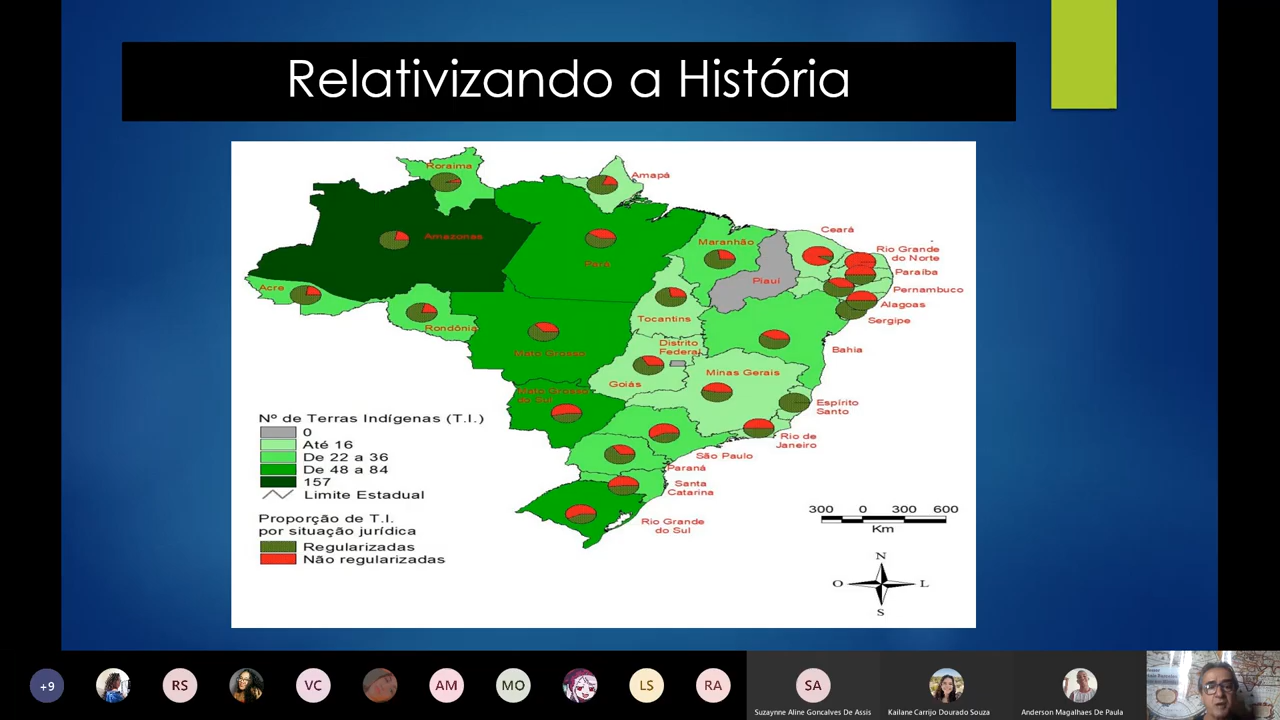 Relativizando a História
Roraima
Amapá
Amazonas
Pará
Maranhão
Ceará
Rio Grande
do Norte
Paraíba
Pernambuco
Alagoas
Sergipe
Piauí
Acre
Rondônia
Tocantins
Mato Grosso
Distrito
Federal
Goiás
Bahia
Minas Gerais
Mato Grosso
do Sul
Espírito
Santo
Rio de
Janeiro
São Paulo
Paraná
Santa
Catarina
Rio Grande
do Sul
Nº de Terras Indígenas (T.I.)
0
Até 16
De 22 a 36
De 48 a 84
157
Limite Estadual
Proporção de T.I.
por situação jurídica
Regularizadas
Não regularizadas
300 0 300 600
Km
N
O L
S
+9 RS VC AM MO LS RA SA
Suzaynne Aline Goncalves De Assis
Kailane Carrijo Dourado Souza
Anderson Magalhaes De Paula